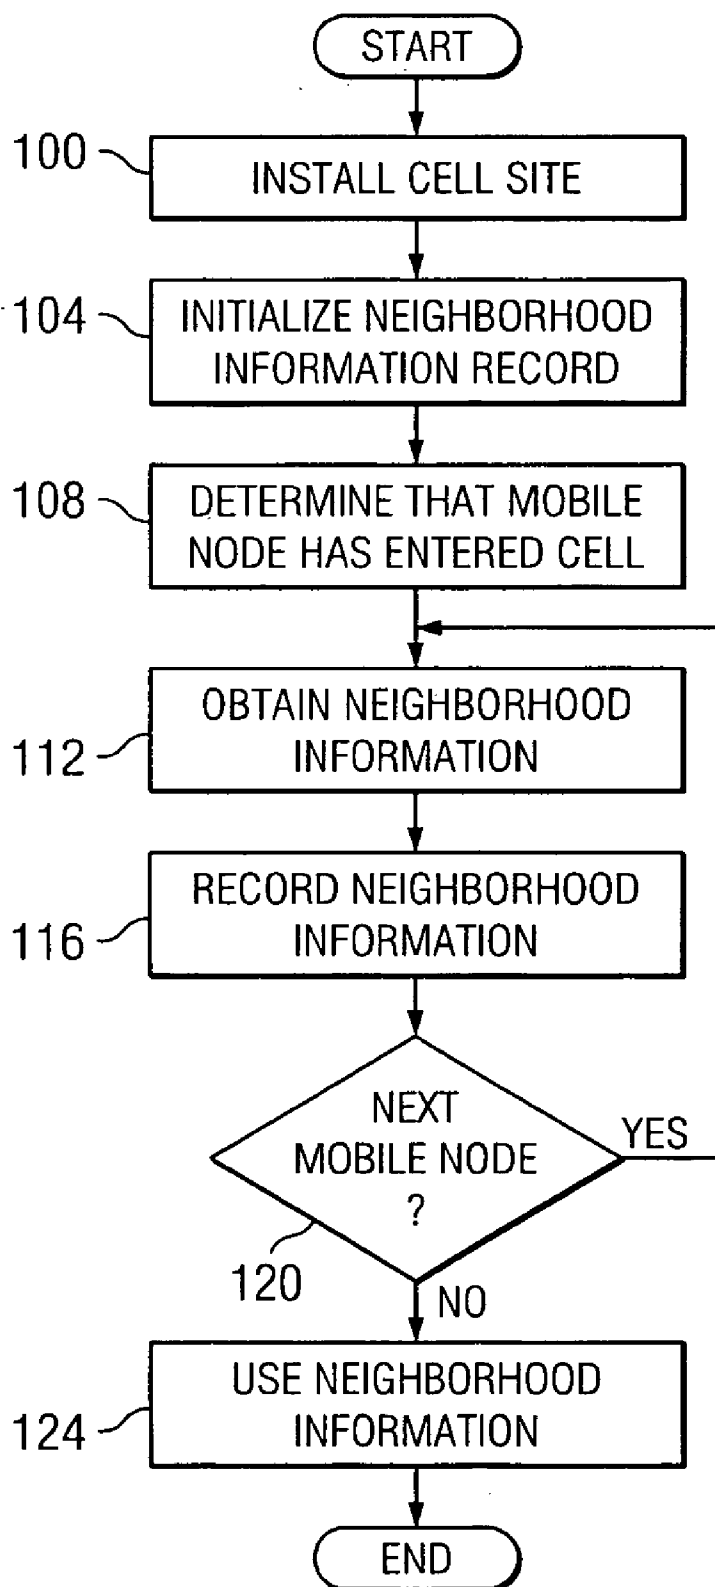 START
100
INSTALL CELL SITE
104
INITIALIZE NEIGHBORHOOD
INFORMATION RECORD
108
DETERMINE THAT MOBILE
NODE HAS ENTERED CELL
OBTAIN NEIGHBORHOOD
INFORMATION
112
RECORD NEIGHBORHOOD
INFORMATION
116
NEXT
MOBILE NODE
?
YES
120
NO
USE NEIGHBORHOOD
INFORMATION
124
END